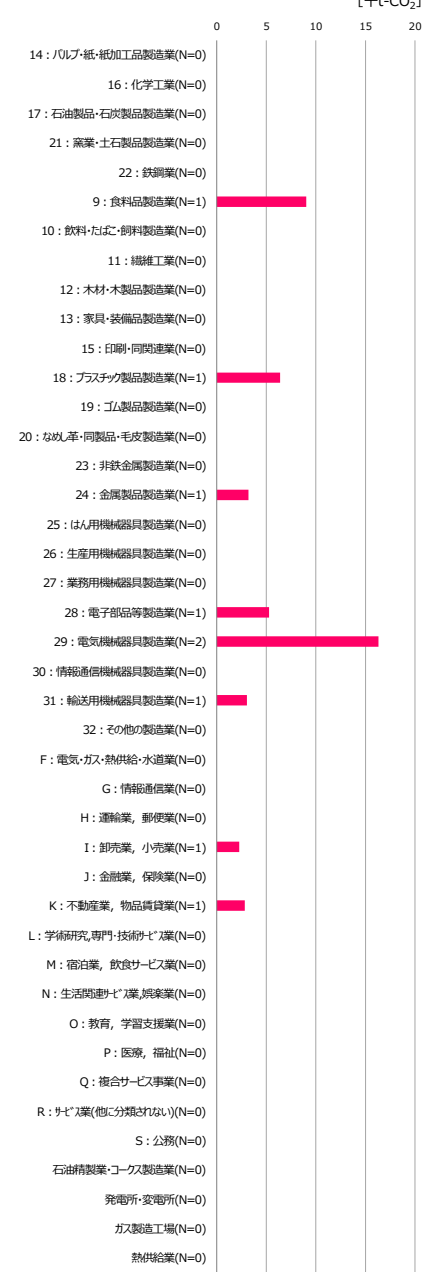 [千t-CO₂]
0 5 10 15 20
14：パルプ・紙・紙加工品製造業(N=0)
16：化学工業(N=0)
17：石油製品・石炭製品製造業(N=0)
21：窯業・土石製品製造業(N=0)
22：鉄鋼業(N=0)
9：食料品製造業(N=1)
10：飲料・たばこ・飼料製造業(N=0)
11：繊維工業(N=0)
12：木材・木製品製造業(N=0)
13：家具・装備品製造業(N=0)
15：印刷・同関連業(N=0)
18：プラスチック製品製造業(N=1)
19：ゴム製品製造業(N=0)
20：なめし革・同製品・毛皮製造業(N=0)
23：非鉄金属製造業(N=0)
24：金属製品製造業(N=1)
25：はん用機械器具製造業(N=0)
26：生産用機械器具製造業(N=0)
27：業務用機械器具製造業(N=0)
28：電子部品等製造業(N=1)
29：電気機械器具製造業(N=2)
30：情報通信機械器具製造業(N=0)
31：輸送用機械器具製造業(N=1)
32：その他の製造業(N=0)
F：電気・ガス・熱供給・水道業(N=0)
G：情報通信業(N=0)
H：運輸業，郵便業(N=0)
I：卸売業，小売業(N=1)
J：金融業，保険業(N=0)
K：不動産業，物品賃貸業(N=1)
L：学術研究,専門・技術ｻｰﾋﾞｽ業(N=0)
M：宿泊業，飲食サービス業(N=0)
N：生活関連ｻｰﾋﾞｽ業,娯楽業(N=0)
O：教育，学習支援業(N=0)
P：医療，福祉(N=0)
Q：複合サービス事業(N=0)
R：ｻｰﾋﾞｽ業(他に分類されない)(N=0)
S：公務(N=0)
石油精製業・コークス製造業(N=0)
発電所・変電所(N=0)
ガス製造工場(N=0)
熱供給業(N=0)